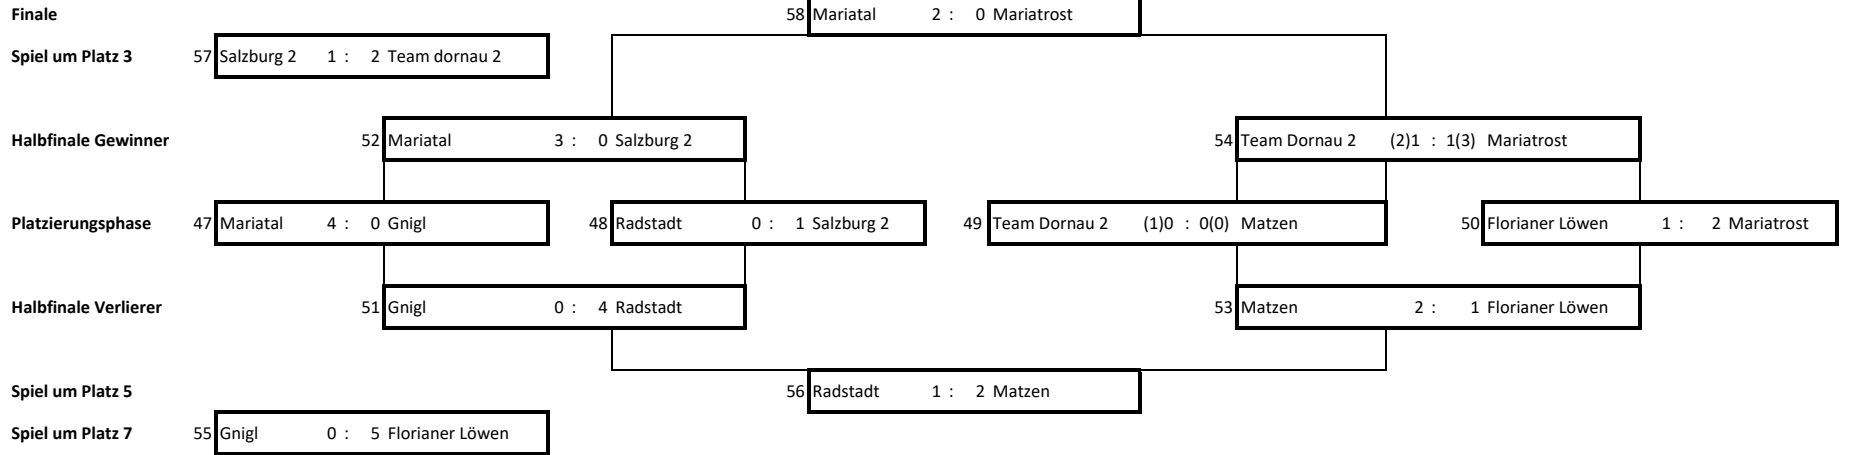 Finale 58 Mariatal 2 : 0 Mariatrost
Spiel um Platz 3 57 Salzburg 2 1 : 2 Team dornau 2
Halbfinale Gewinner 52 Mariatal 3 : 0 Salzburg 2 54 Team Dornau 2 (2)1 : 1(3) Mariatrost
Platzierungsphase 47 Mariatal 4 : 0 Gnigl 48 Radstadt 0 : 1 Salzburg 2 49 Team Dornau 2 (1)0 : 0(0) Matzen 50 Florianer Löwen 1 : 2 Mariatrost
Halbfinale Verlierer 51 Gnigl 0 : 4 Radstadt 53 Matzen 2 : 1 Florianer Löwen
Spiel um Platz 5 56 Radstadt 1 : 2 Matzen
Spiel um Platz 7 55 Gnigl 0 : 5 Florianer Löwen